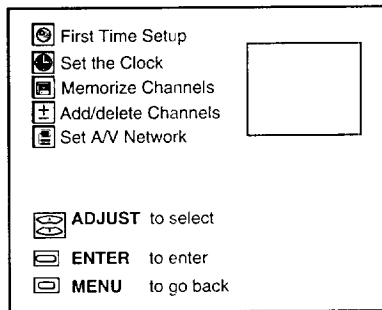 First Time Setup
Set the Clock
Memorize Channels
Add/delete Channels
Set A/V Network
ADJUST to select
ENTER to enter
MENU to go back